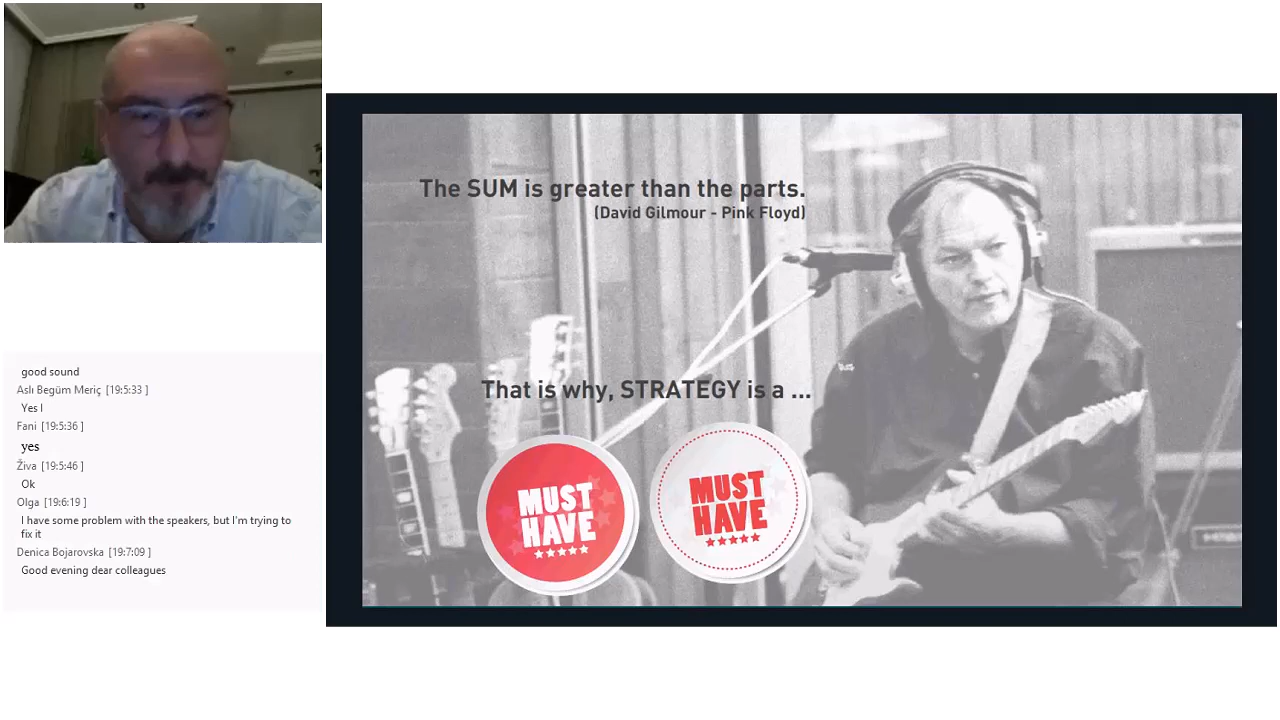 good sound
Aslı Begüm Meriç [19:5:33 ]
Yes I
Fani [19:5:36 ]
yes
Živa [19:5:46 ]
Ok
Olga [19:6:19 ]
I have some problem with the speakers, but I'm trying to
fix it
Denica Bojarovska [19:7:09 ]
Good evening dear colleagues
The SUM is greater than the parts.
(David Gilmour - Pink Floyd)
That is why, STRATEGY is a ...
MUST
HAVE
MUST
HAVE